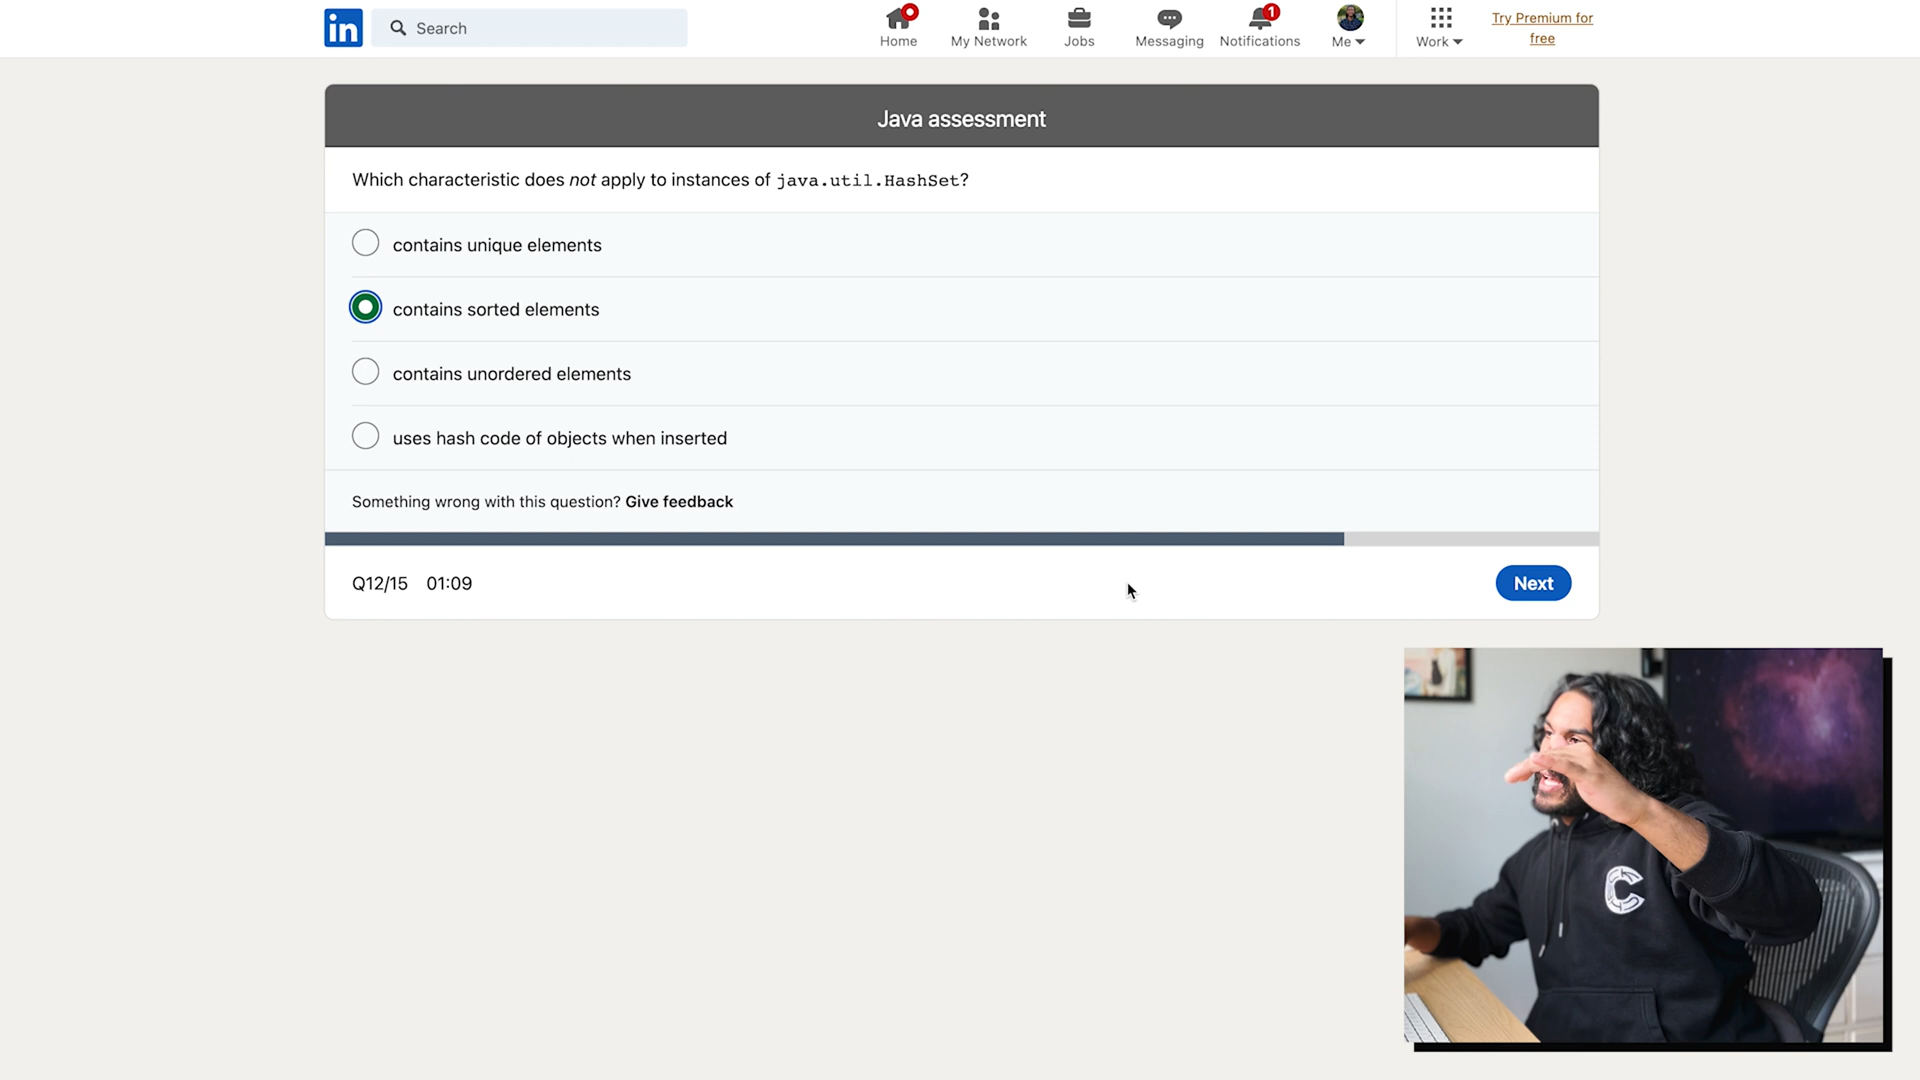 in
Search
Home
My Network
Jobs
Messaging
1
Notifications
Me
Work
Try Premium for
free
Java assessment
Which characteristic does not apply to instances of java.util.HashSet?
contains unique elements
contains sorted elements
contains unordered elements
uses hash code of objects when inserted
Something wrong with this question? Give feedback
Q12/15 01:09
Next
C